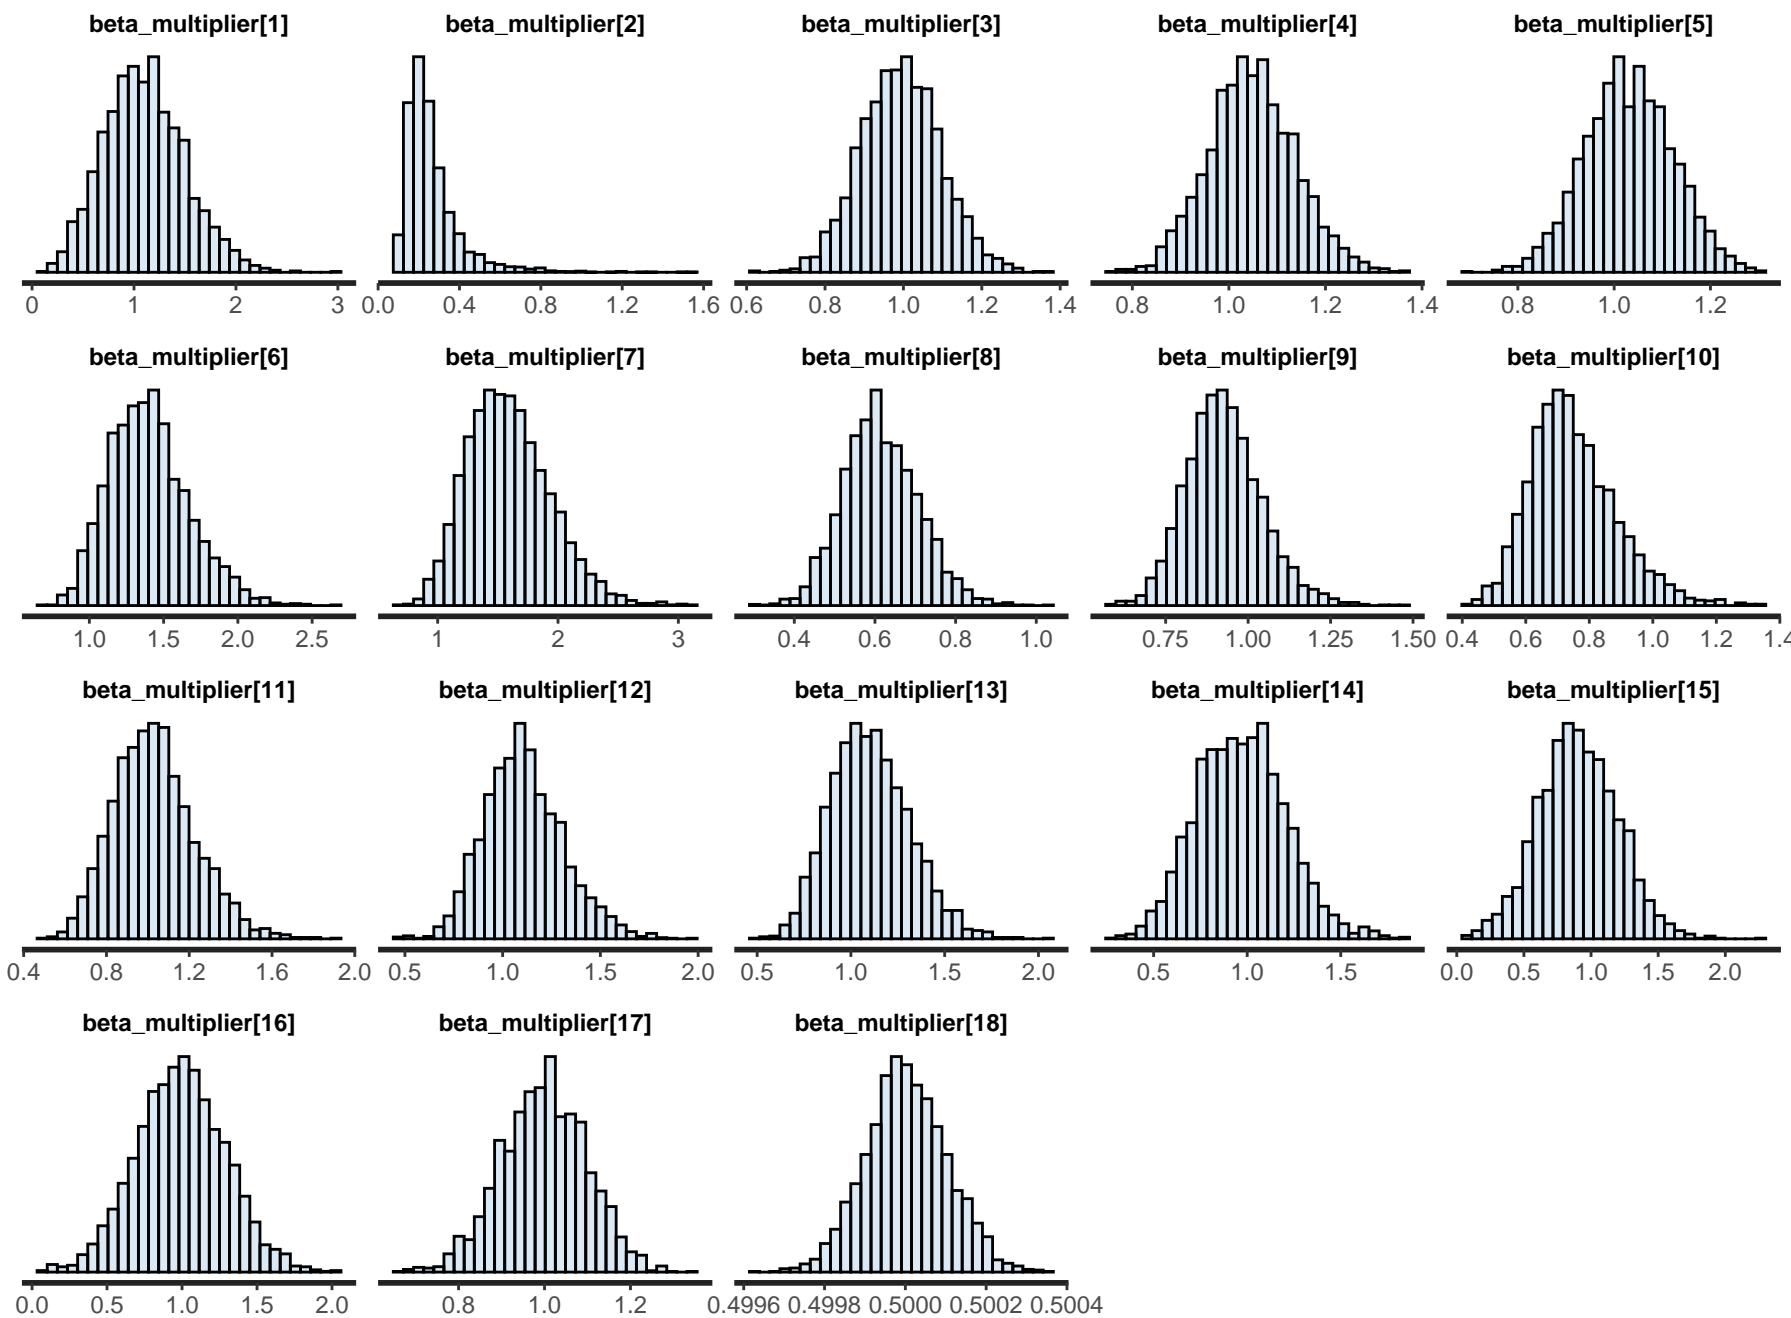 beta_multiplier[1] beta_multiplier[2] beta_multiplier[3] beta_multiplier[4] beta_multiplier[5]
0 1 2 3 0.0 0.4 0.8 1.2 1.6 0.6 0.8 1.0 1.2 1.4 0.8 1.0 1.2 1.4 0.8 1.0 1.2
beta_multiplier[6] beta_multiplier[7] beta_multiplier[8] beta_multiplier[9] beta_multiplier[10]
1.0 1.5 2.0 2.5 1 2 3 0.4 0.6 0.8 1.0 0.75 1.00 1.25 1.50 0.4 0.6 0.8 1.0 1.2 1.4
beta_multiplier[11] beta_multiplier[12] beta_multiplier[13] beta_multiplier[14] beta_multiplier[15]
0.4 0.8 1.2 1.6 2.0 0.5 1.0 1.5 2.0 0.5 1.0 1.5 2.0 0.5 1.0 1.5 0.0 0.5 1.0 1.5 2.0
beta_multiplier[16] beta_multiplier[17] beta_multiplier[18]
0.0 0.5 1.0 1.5 2.0 0.8 1.0 1.2 0.4996 0.4998 0.5000 0.5002 0.5004